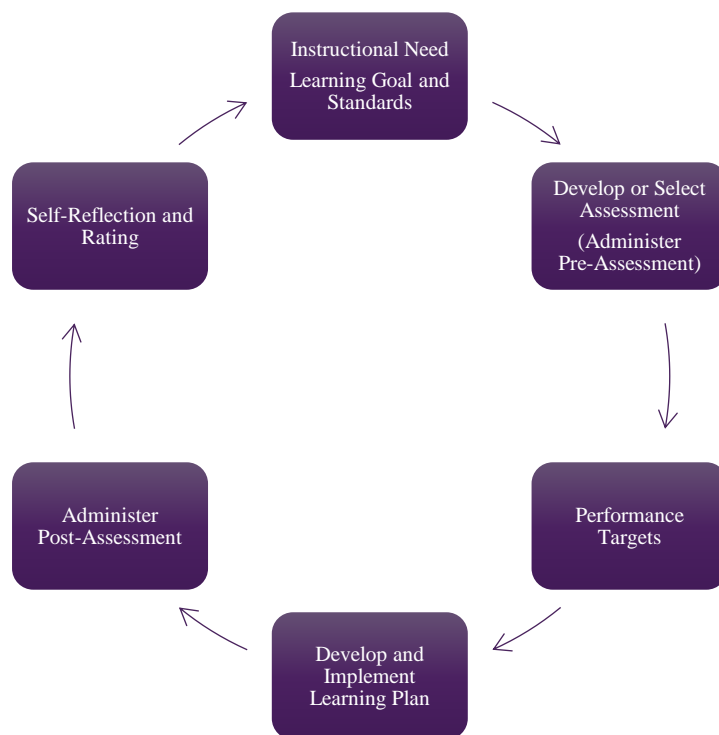 Instructional Need
Learning Goal and
Standards
Develop or Select
Assessment
(Administer
Pre-Assessment)
Performance
Targets
Develop and
Implement
Learning Plan
Administer
Post-Assessment
Self-Reflection and
Rating